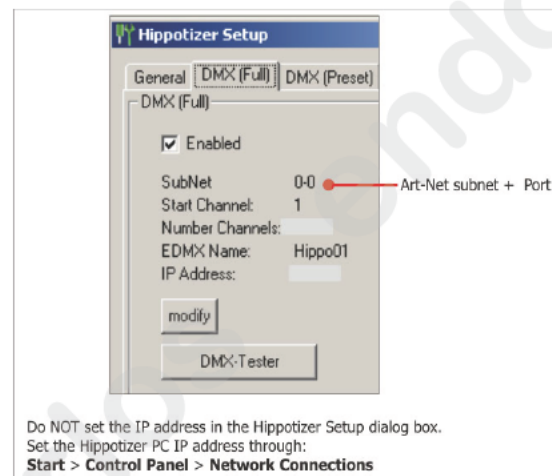 Hippotizer Setup
General DMX (Full) DMX (Preset)
DMX (Full)
Enabled
SubNet 0-0 Art-Net subnet + Port
Start Channel: 1
Number Channels:
EDMX Name: Hippo01
IP Address:
modify
DMX-Tester
Do NOT set the IP address in the Hippotizer Setup dialog box.
Set the Hippotizer PC IP address through:
Start > Control Panel > Network Connections